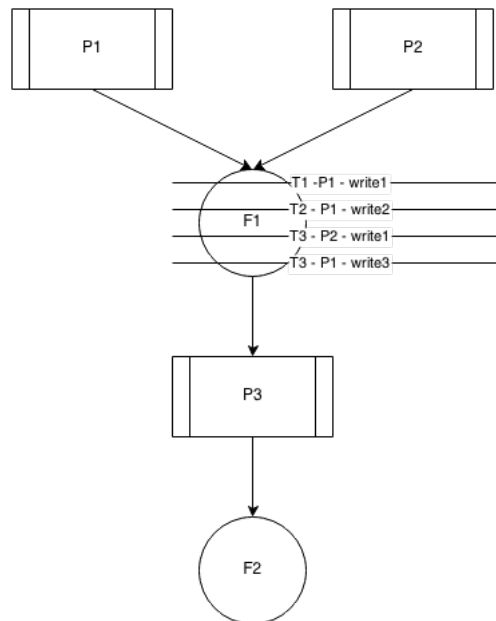 P1
P2
T1 -P1 - write1
T2 - P1 - write2
F1
T3 - P2 - write1
T3 - P1 - write3
P3
F2